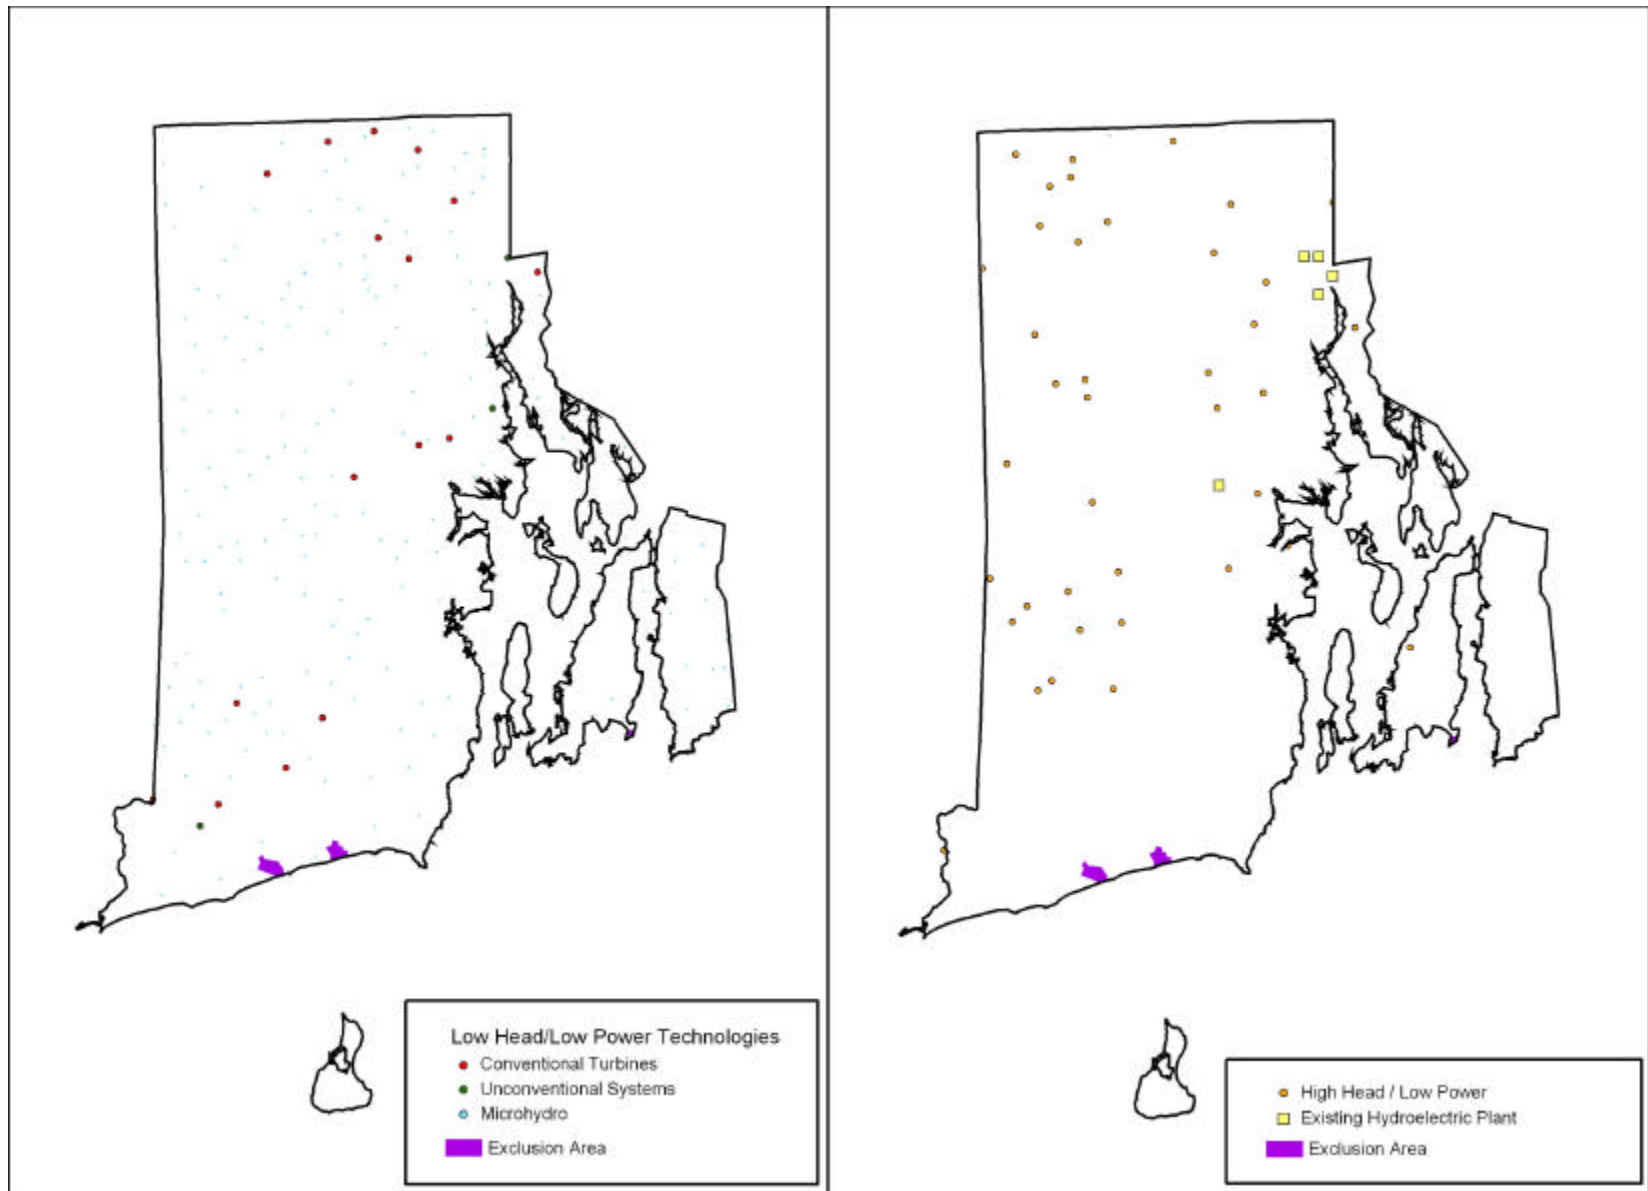 Low Head/Low Power Technologies
Conventional Turbines
Unconventional Systems
Microhydro
Exclusion Area
High Head / Low Power
Existing Hydroelectric Plant
Exclusion Area